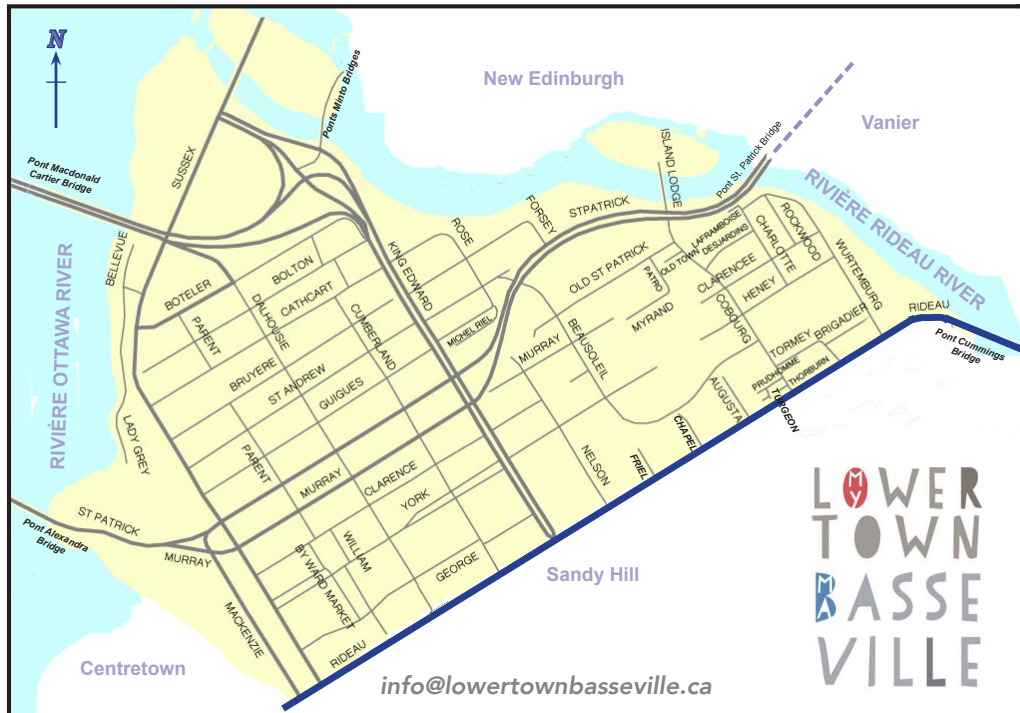 N
New Edinburgh
Vanier
Ponts Minto Bridges
Pont St. Patrick Bridge
Pont Macdonald
Cartier Bridge
SUSSEX
ISLAND LODGE
RIVIÈRE RIDEAU RIVER
RIVIÈRE OTTAWA RIVER
BELLEVUE
BOTELER
BOLTON
CATHCART
DALHOUSIE
PARENT
CUMBERLAND
KING EDWARD
ROSE
FORSEY
STPATRICK
OLD ST PATRICK
PATRO
OLD TOWN
LAFRAMBOISE
DESJARDINS
CHARLOTTE
ROCKWOOD
WURTEMBURG
CLARENCEE
HENEY
COBOURG
MYRAND
MICHEL RIEL
MURRAY
BEAUSOLEIL
BRUYERE
ST ANDREW
GUIGUES
TORMEY
BRIGADIER
PRUDHOMME
THORBURN
RIDEAU
Pont Cummings
Bridge
AUGUSTA
TURGEON
CHAPEL
FRIEL
NELSON
LADY GREY
PARENT
MURRAY
CLARENCE
YORK
ST PATRICK
Pont Alexandra
Bridge
MURRAY
WILLIAM
BY WARD MARKET
GEORGE
MACKENZIE
RIDEAU
Sandy Hill
Centretown
LOWER
MY
TOWN
BASSE
MA
VILLE
info@lowertownbasseville.ca